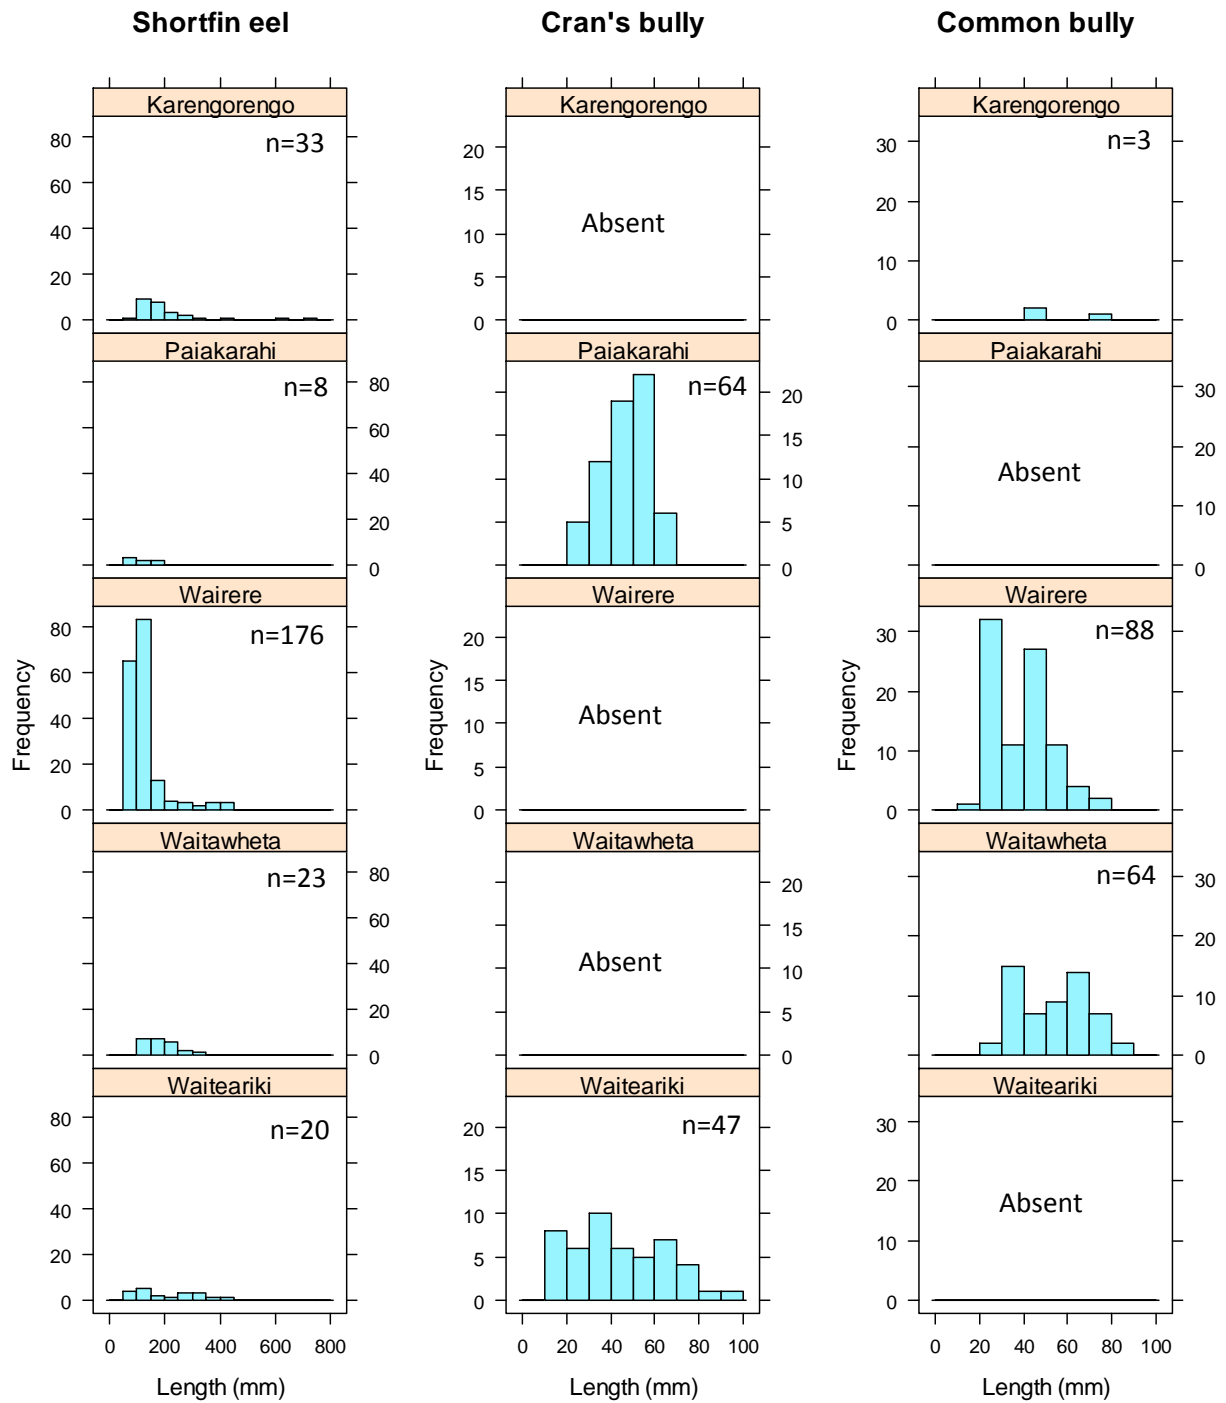 Shortfin eel
Cran's bully
Common bully
Karengorengo
n=33
80
60
40
20
0
Paiakarahi
n=8
80
60
40
20
0
Wairere
n=176
80
60
40
20
0
Waitawheta
n=23
80
60
40
20
0
Waiteariki
n=20
80
60
40
20
0
0 200 400 600 800
Length (mm)
Frequency
Karengorengo
Absent
20
15
10
5
0
Paiakarahi
n=64
20
15
10
5
0
Wairere
Absent
20
15
10
5
0
Waitawheta
Absent
20
15
10
5
0
Waiteariki
n=47
20
15
10
5
0
0 20 40 60 80 100
Length (mm)
Frequency
Karengorengo
n=3
30
20
10
0
Paiakarahi
Absent
30
20
10
0
Wairere
n=88
30
20
10
0
Waitawheta
n=64
30
20
10
0
Waiteariki
Absent
30
20
10
0
0 20 40 60 80 100
Length (mm)
Frequency